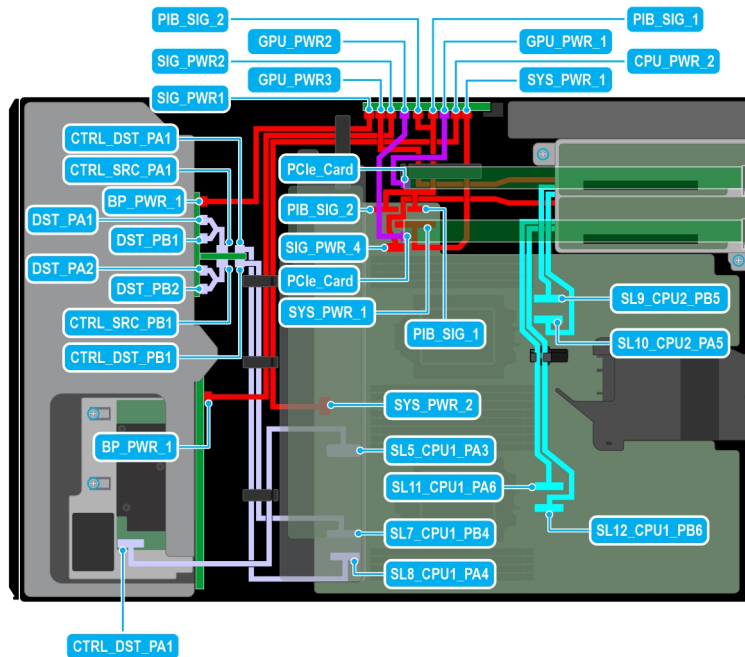 PIB_SIG_2
PIB_SIG_1
GPU_PWR2
GPU_PWR_1
SIG_PWR2
CPU_PWR_2
GPU_PWR3
SYS_PWR_1
SIG_PWR1
CTRL_DST_PA1
CTRL_SRC_PA1
PCIe_Card
BP_PWR_1
PIB_SIG_2
DST_PA1
DST_PB1
SIG_PWR_4
DST_PA2
PCIe_Card
DST_PB2
SL9_CPU2_PB5
SYS_PWR_1
CTRL_SRC_PB1
PIB_SIG_1
SL10_CPU2_PA5
CTRL_DST_PB1
SYS_PWR_2
BP_PWR_1
SL5_CPU1_PA3
SL11_CPU1_PA6
SL7_CPU1_PB4
SL12_CPU1_PB6
SL8_CPU1_PA4
CTRL_DST_PA1